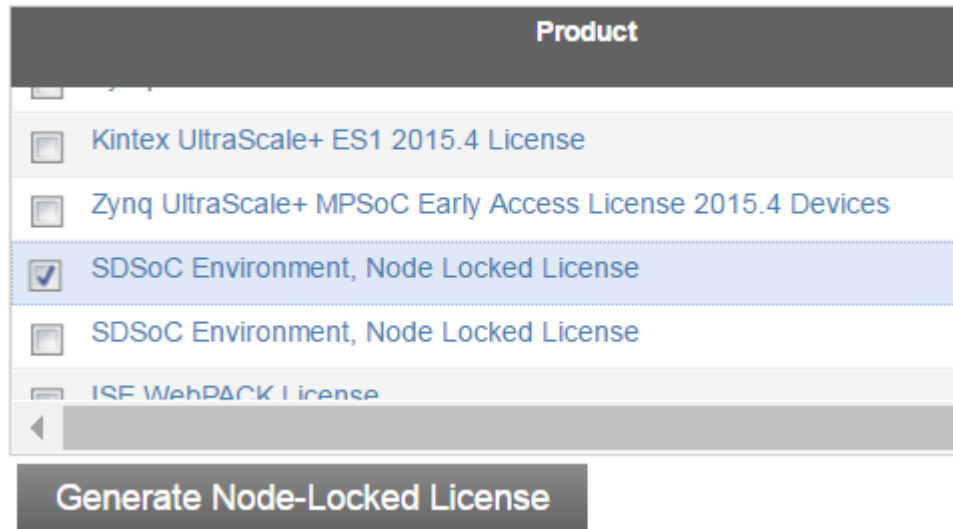 Product
Kintex UltraScale+ ES1 2015.4 License
Zynq UltraScale+ MPSoC Early Access License 2015.4 Devices
SDSoC Environment, Node Locked License
SDSoC Environment, Node Locked License
ISE WebPACK License
Generate Node-Locked License